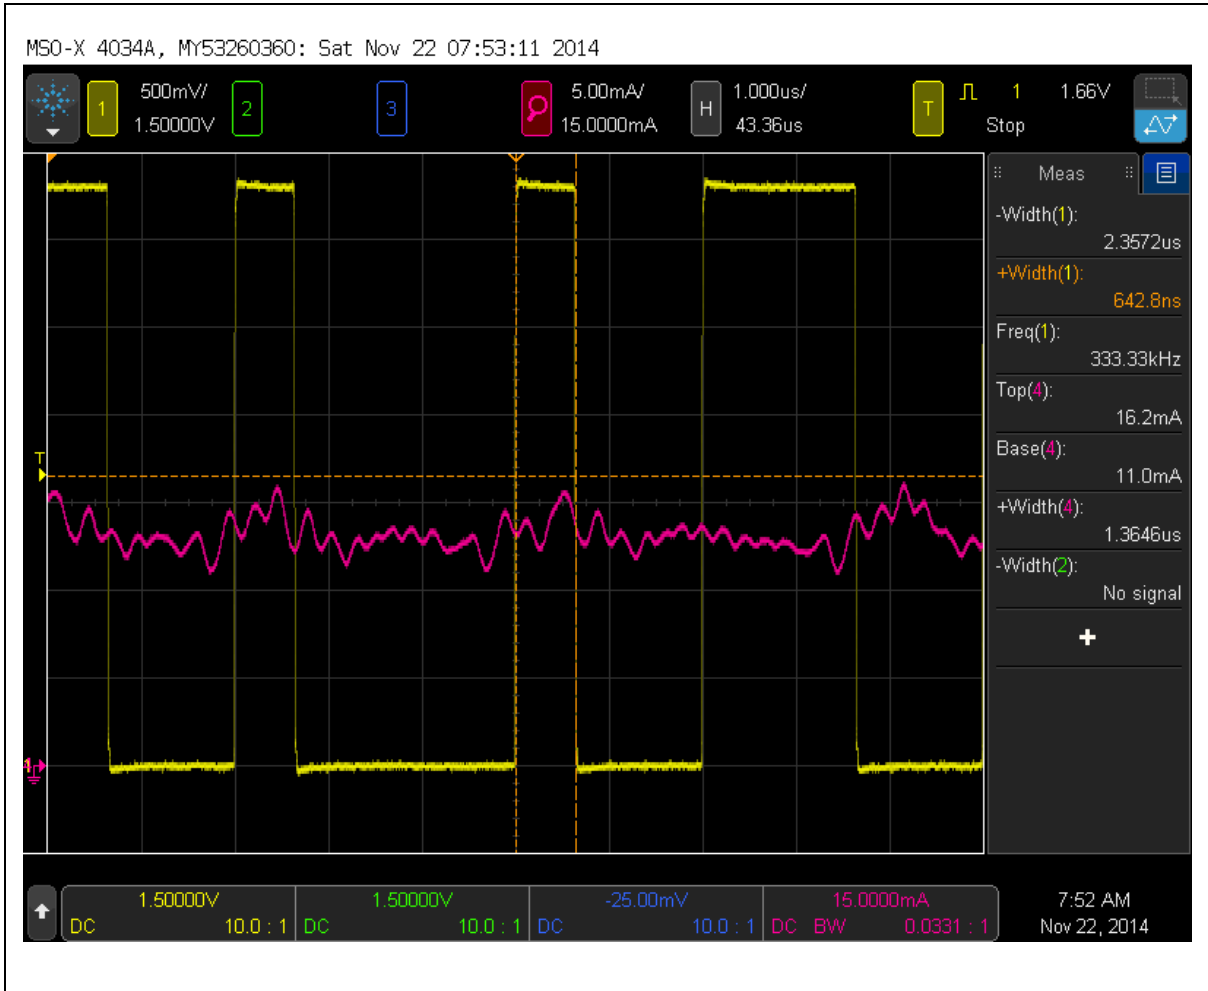 MSO-X 4034A, MY53260360: Sat Nov 22 07:53:11 2014
1 500mV/ 2 3 5.00mA/ H 1.000us/ T 1 1.66V
1.50000V 15.0000mA 43.36us Stop
Meas
-Width(1):
2.3572us
+Width(1):
642.8ns
Freq(1):
333.33kHz
Top(4):
16.2mA
Base(4):
11.0mA
+Width(4):
1.3646us
-Width(2):
No signal
T
1.50000V 1.50000V -25.00mV 15.0000mA 7:52 AM
DC 10.0 : 1 DC 10.0 : 1 DC 10.0 : 1 DC BW 0.0331 : 1 Nov 22, 2014